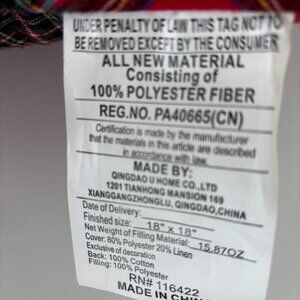 UNDER PENALTY OF LAW THIS TAG NOT TO
BE REMOVED EXCEPT BY THE CONSUMER
ALL NEW MATERIAL
Consisting of
100% POLYESTER FIBER
REG.NO. PA40665(CN)
Certification is made by the manufacturer
that the materials in this article are described
in accordance with law.
MADE BY:
QINGDAO U HOME CO.,LTD
1201 TIANHONG MANSION 169
XIANGGANGZHONGLU, QINGDAO, CHINA
Date of Delivery:
Finished size: 18" x 18"
Net Weight of Filling Material: 15.87OZ
Cover: 80% Polyester 20% Linen
Exclusive of decoration
Back: 100% Cotton
Filling: 100% Polyester
RN# 116422
MADE IN CHI